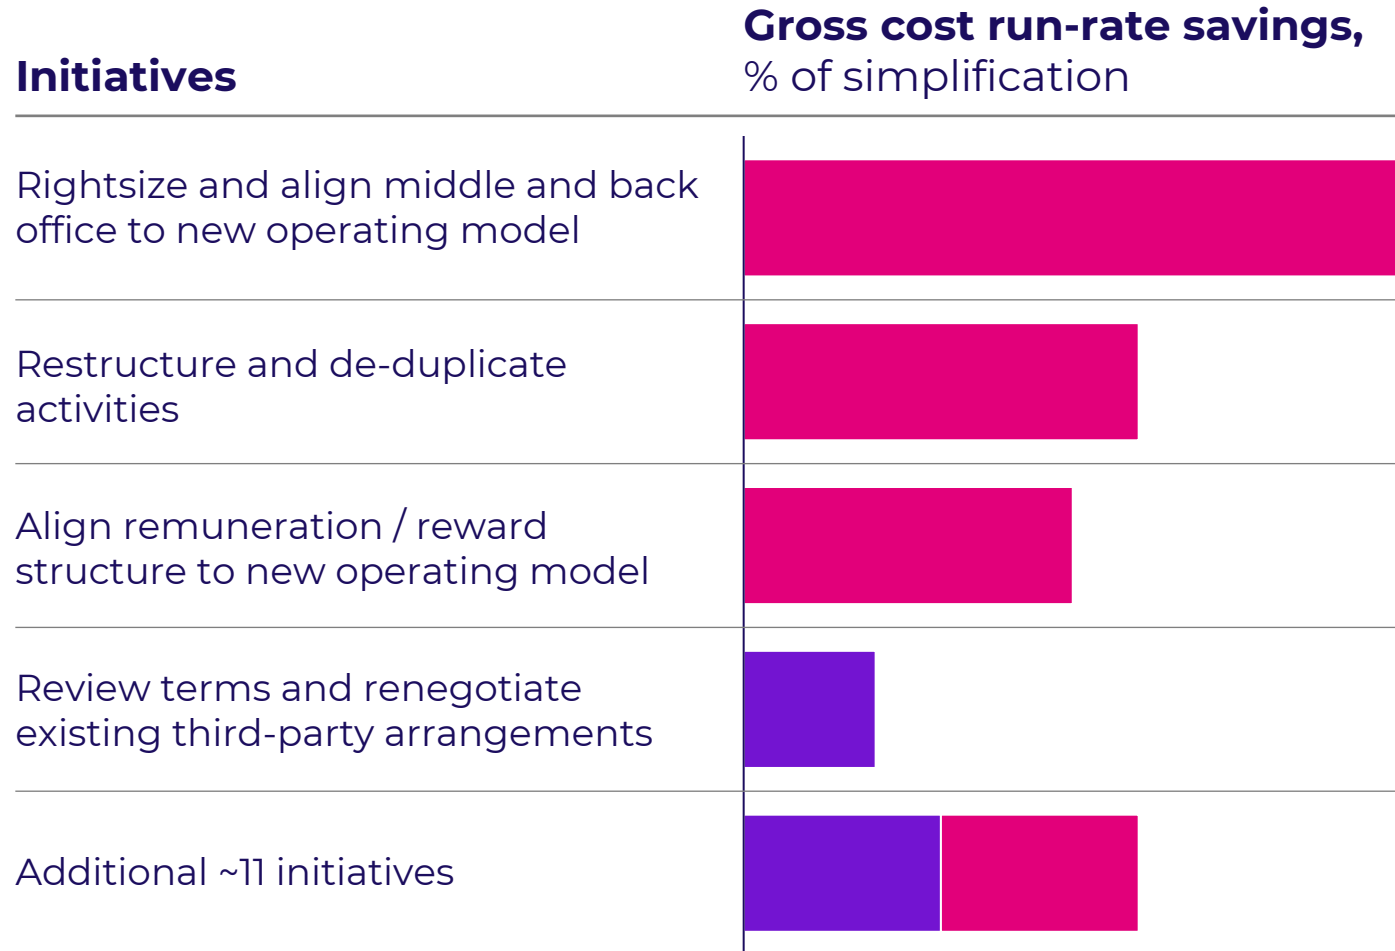 Gross cost run-rate savings,
Initiatives
% of simplification
Rightsize and align middle and back
office to new operating model
Restructure and de-duplicate
activities
Align remuneration / reward
structure to new operating model
Review terms and renegotiate
existing third-party arrangements
Additional ~11 initiatives